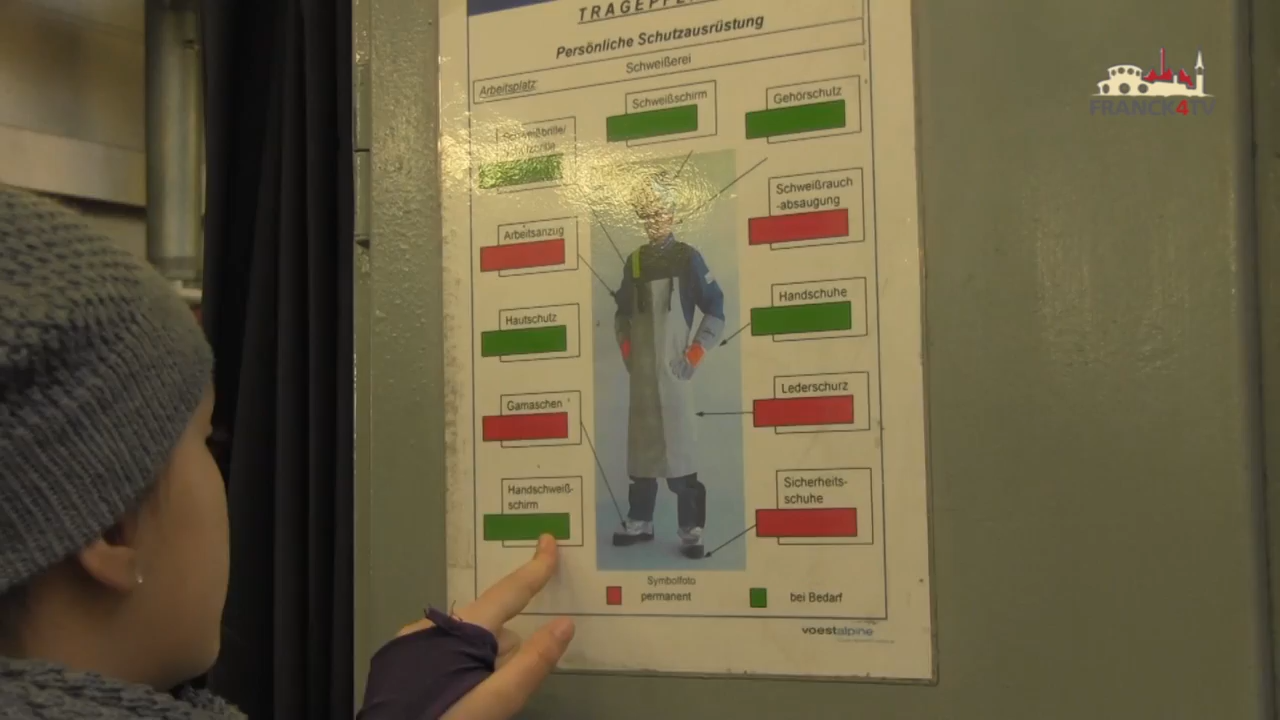 Persönliche Schutzausrüstung
Arbeitsplatz
Schweißerei
Schweißschirm
Gehörschutz
Arbeitsanzug
Schweißrauch
-absaugung
Hautschutz
Handschuhe
Gamaschen
Lederschurz
Handschweiß-
schirm
Sicherheits-
schuhe
Symbolfoto
permanent
bei Bedarf
voestalpine
FRANCK4TV